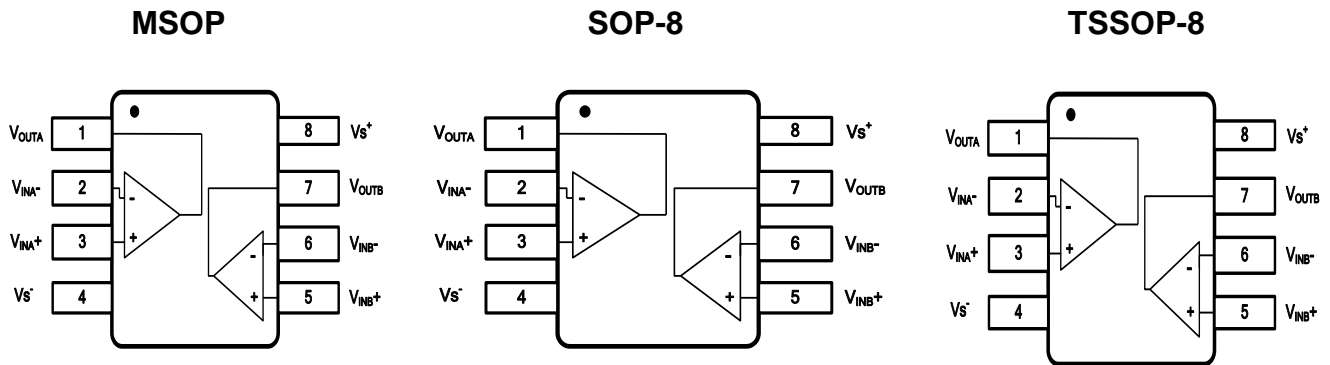 MSOP
SOP-8
TSSOP-8
VOUTA 1 8 Vs+
VINA- 2 7 VOUTB
VINA+ 3 6 VINB-
Vs- 4 5 VINB+
- + - +
VOUTA 1 8 Vs+
VINA- 2 7 VOUTB
VINA+ 3 6 VINB-
Vs- 4 5 VINB+
- + - +
VOUTA 1 8 Vs+
VINA- 2 7 VOUTB
VINA+ 3 6 VINB-
Vs- 4 5 VINB+
- + - +